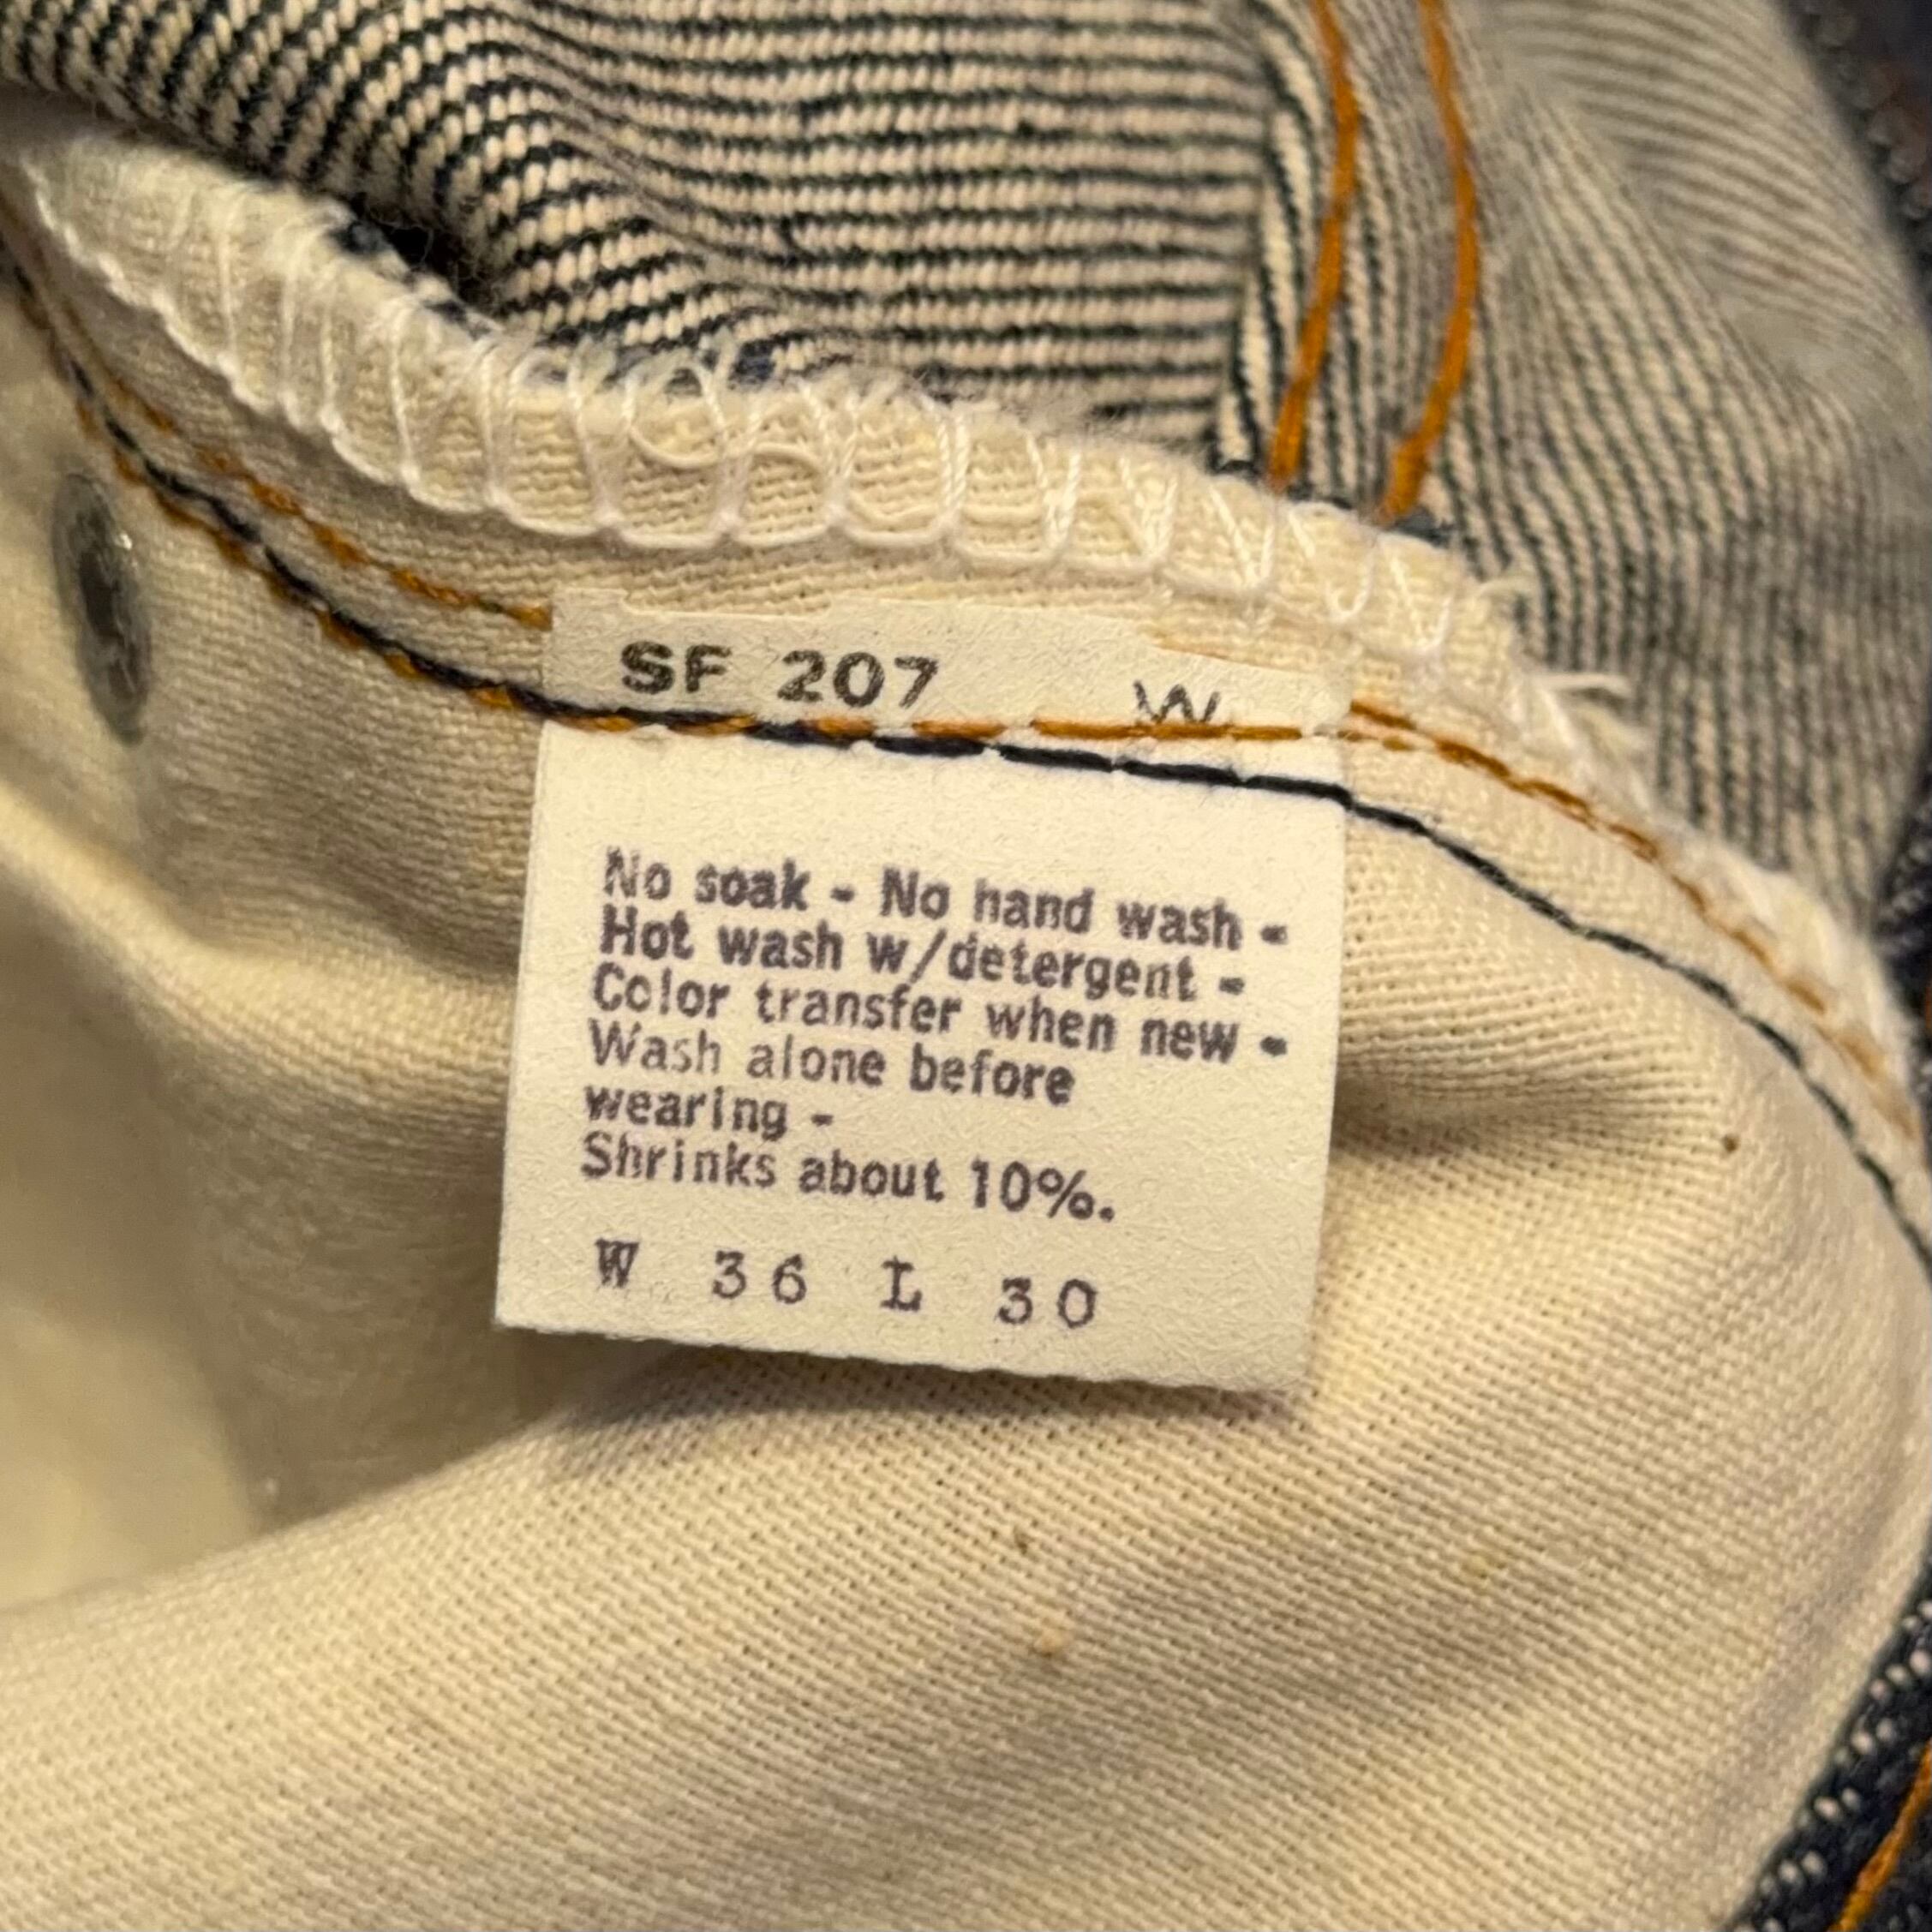 SF 207 W
No soak - No hand wash -
Hot wash w/detergent -
Color transfer when new -
Wash alone before
wearing -
Shrinks about 10%.
W 36 L 30